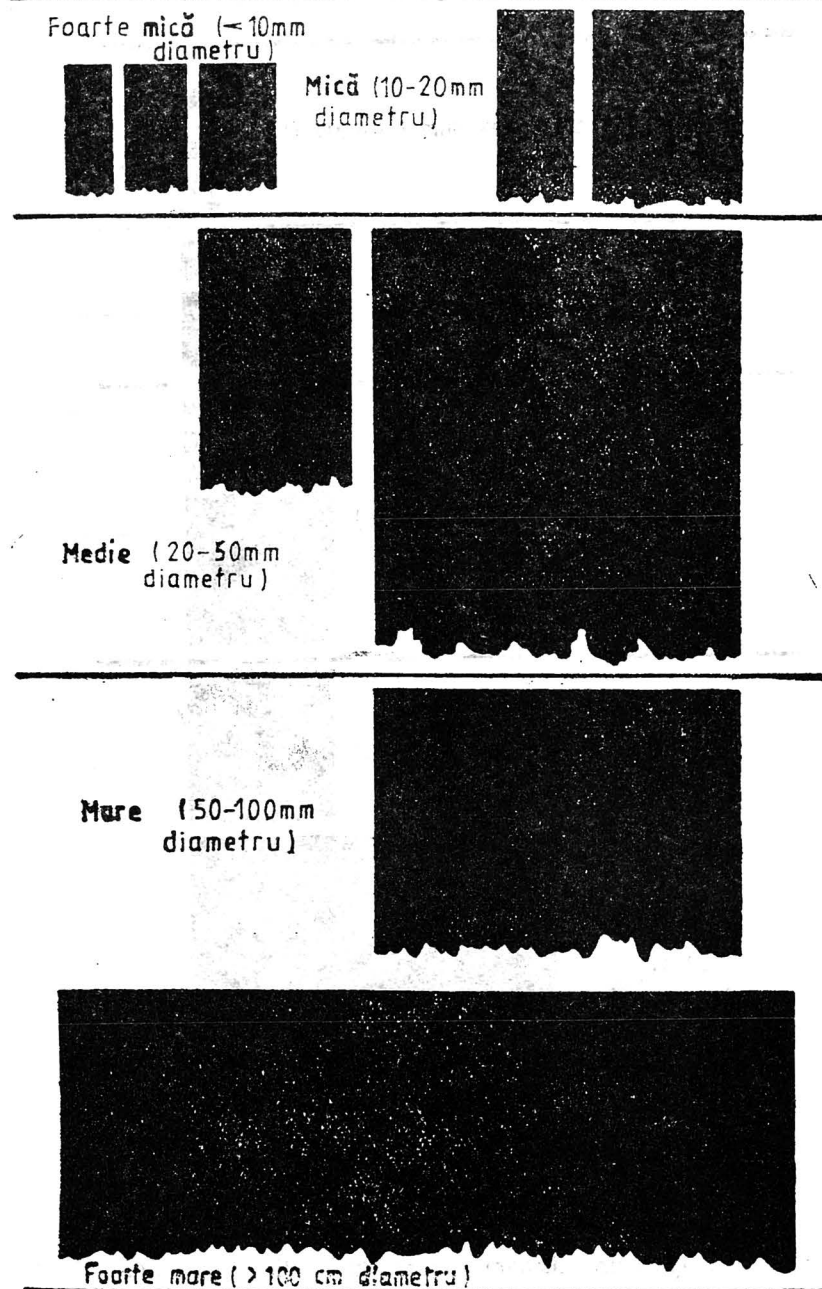 Foarte mică (<10mm
diametru)
Mică (10-20mm
diametru)
Medie (20-50mm
diametru)
Mare (50-100mm
diametru)
Foarte mare (>100 cm diametru)